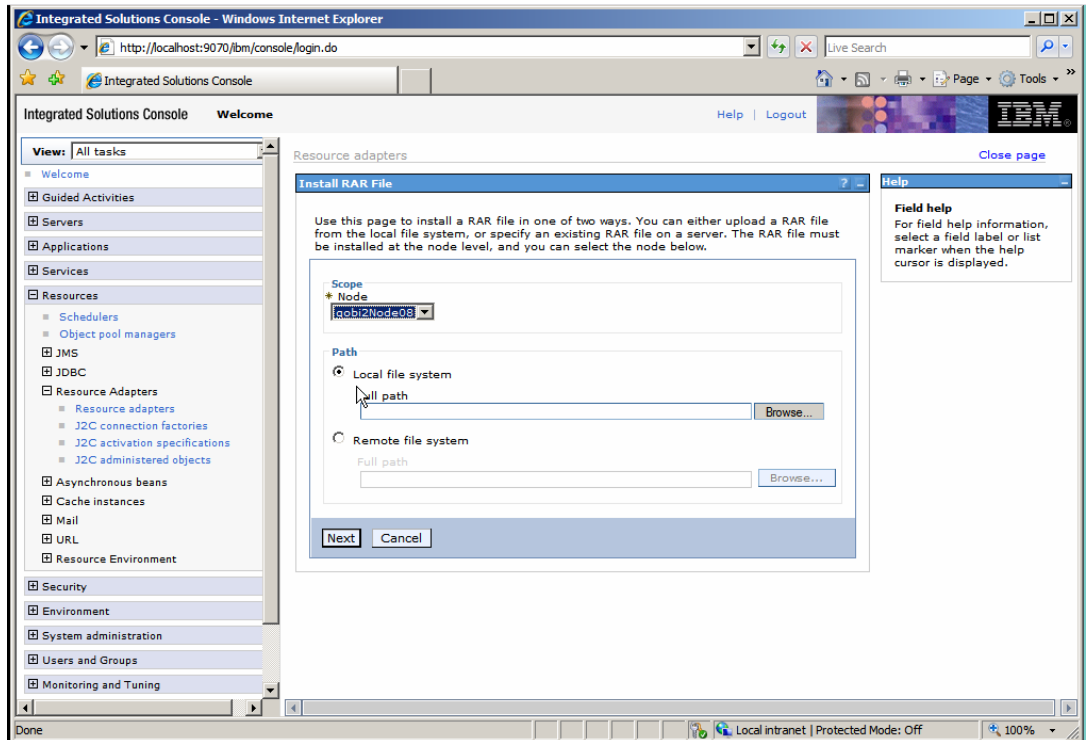 Integrated Solutions Console - Windows Internet Explorer
http://localhost:9070/ibm/console/login.do
Live Search
Integrated Solutions Console
Page
Tools
»
Integrated Solutions Console Welcome
Help | Logout
IBM®
View: All tasks
Welcome
Guided Activities
Servers
Applications
Services
Resources
Schedulers
Object pool managers
JMS
JDBC
Resource Adapters
Resource adapters
J2C connection factories
J2C activation specifications
J2C administered objects
Asynchronous beans
Cache instances
Mail
URL
Resource Environment
Security
Environment
System administration
Users and Groups
Monitoring and Tuning
Resource adapters
Close page
Install RAR File
?
Use this page to install a RAR file in one of two ways. You can either upload a RAR file
from the local file system, or specify an existing RAR file on a server. The RAR file must
be installed at the node level, and you can select the node below.
Scope
* Node
gobi2Node08
Path
Local file system
Full path
Browse...
Remote file system
Full path
Browse...
Next Cancel
Help
Field help
For field help information,
select a field label or list
marker when the help
cursor is displayed.
Done
Local intranet | Protected Mode: Off
100%